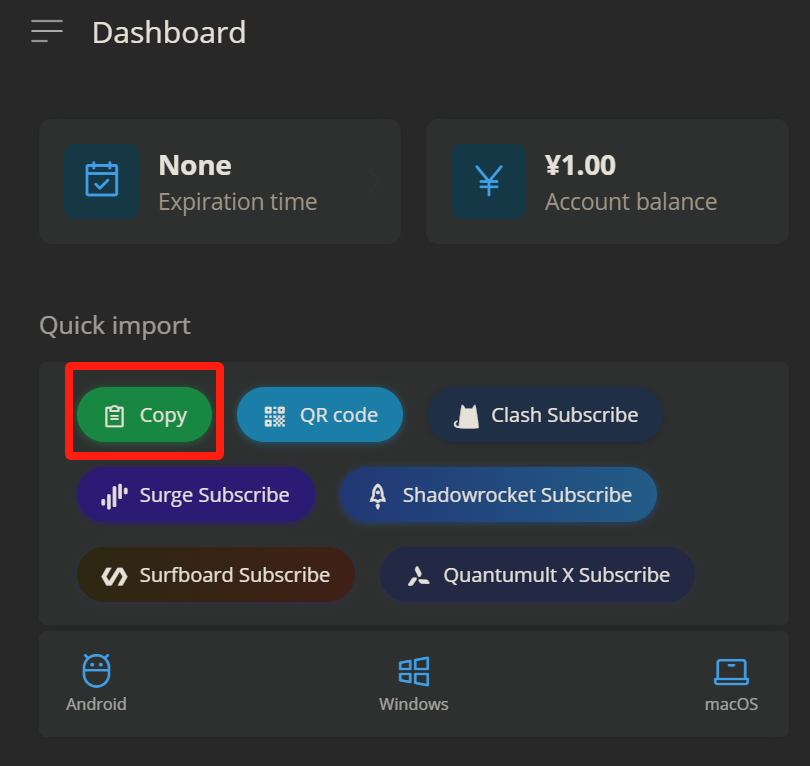 Dashboard
None
Expiration time
¥1.00
Account balance
Quick import
Copy
QR code
Clash Subscribe
Surge Subscribe
Shadowrocket Subscribe
Surfboard Subscribe
Quantumult X Subscribe
Android
Windows
macOS